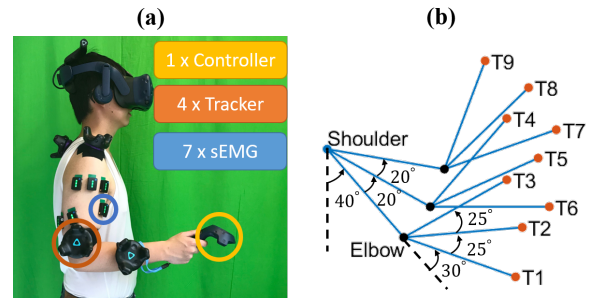 (a)
1 x Controller
4 x Tracker
7 x sEMG
(b)
T9
T8
T4
T7
Shoulder
T5
20°
T3
40°
20°
T6
25°
T2
Elbow
25°
30°
T1